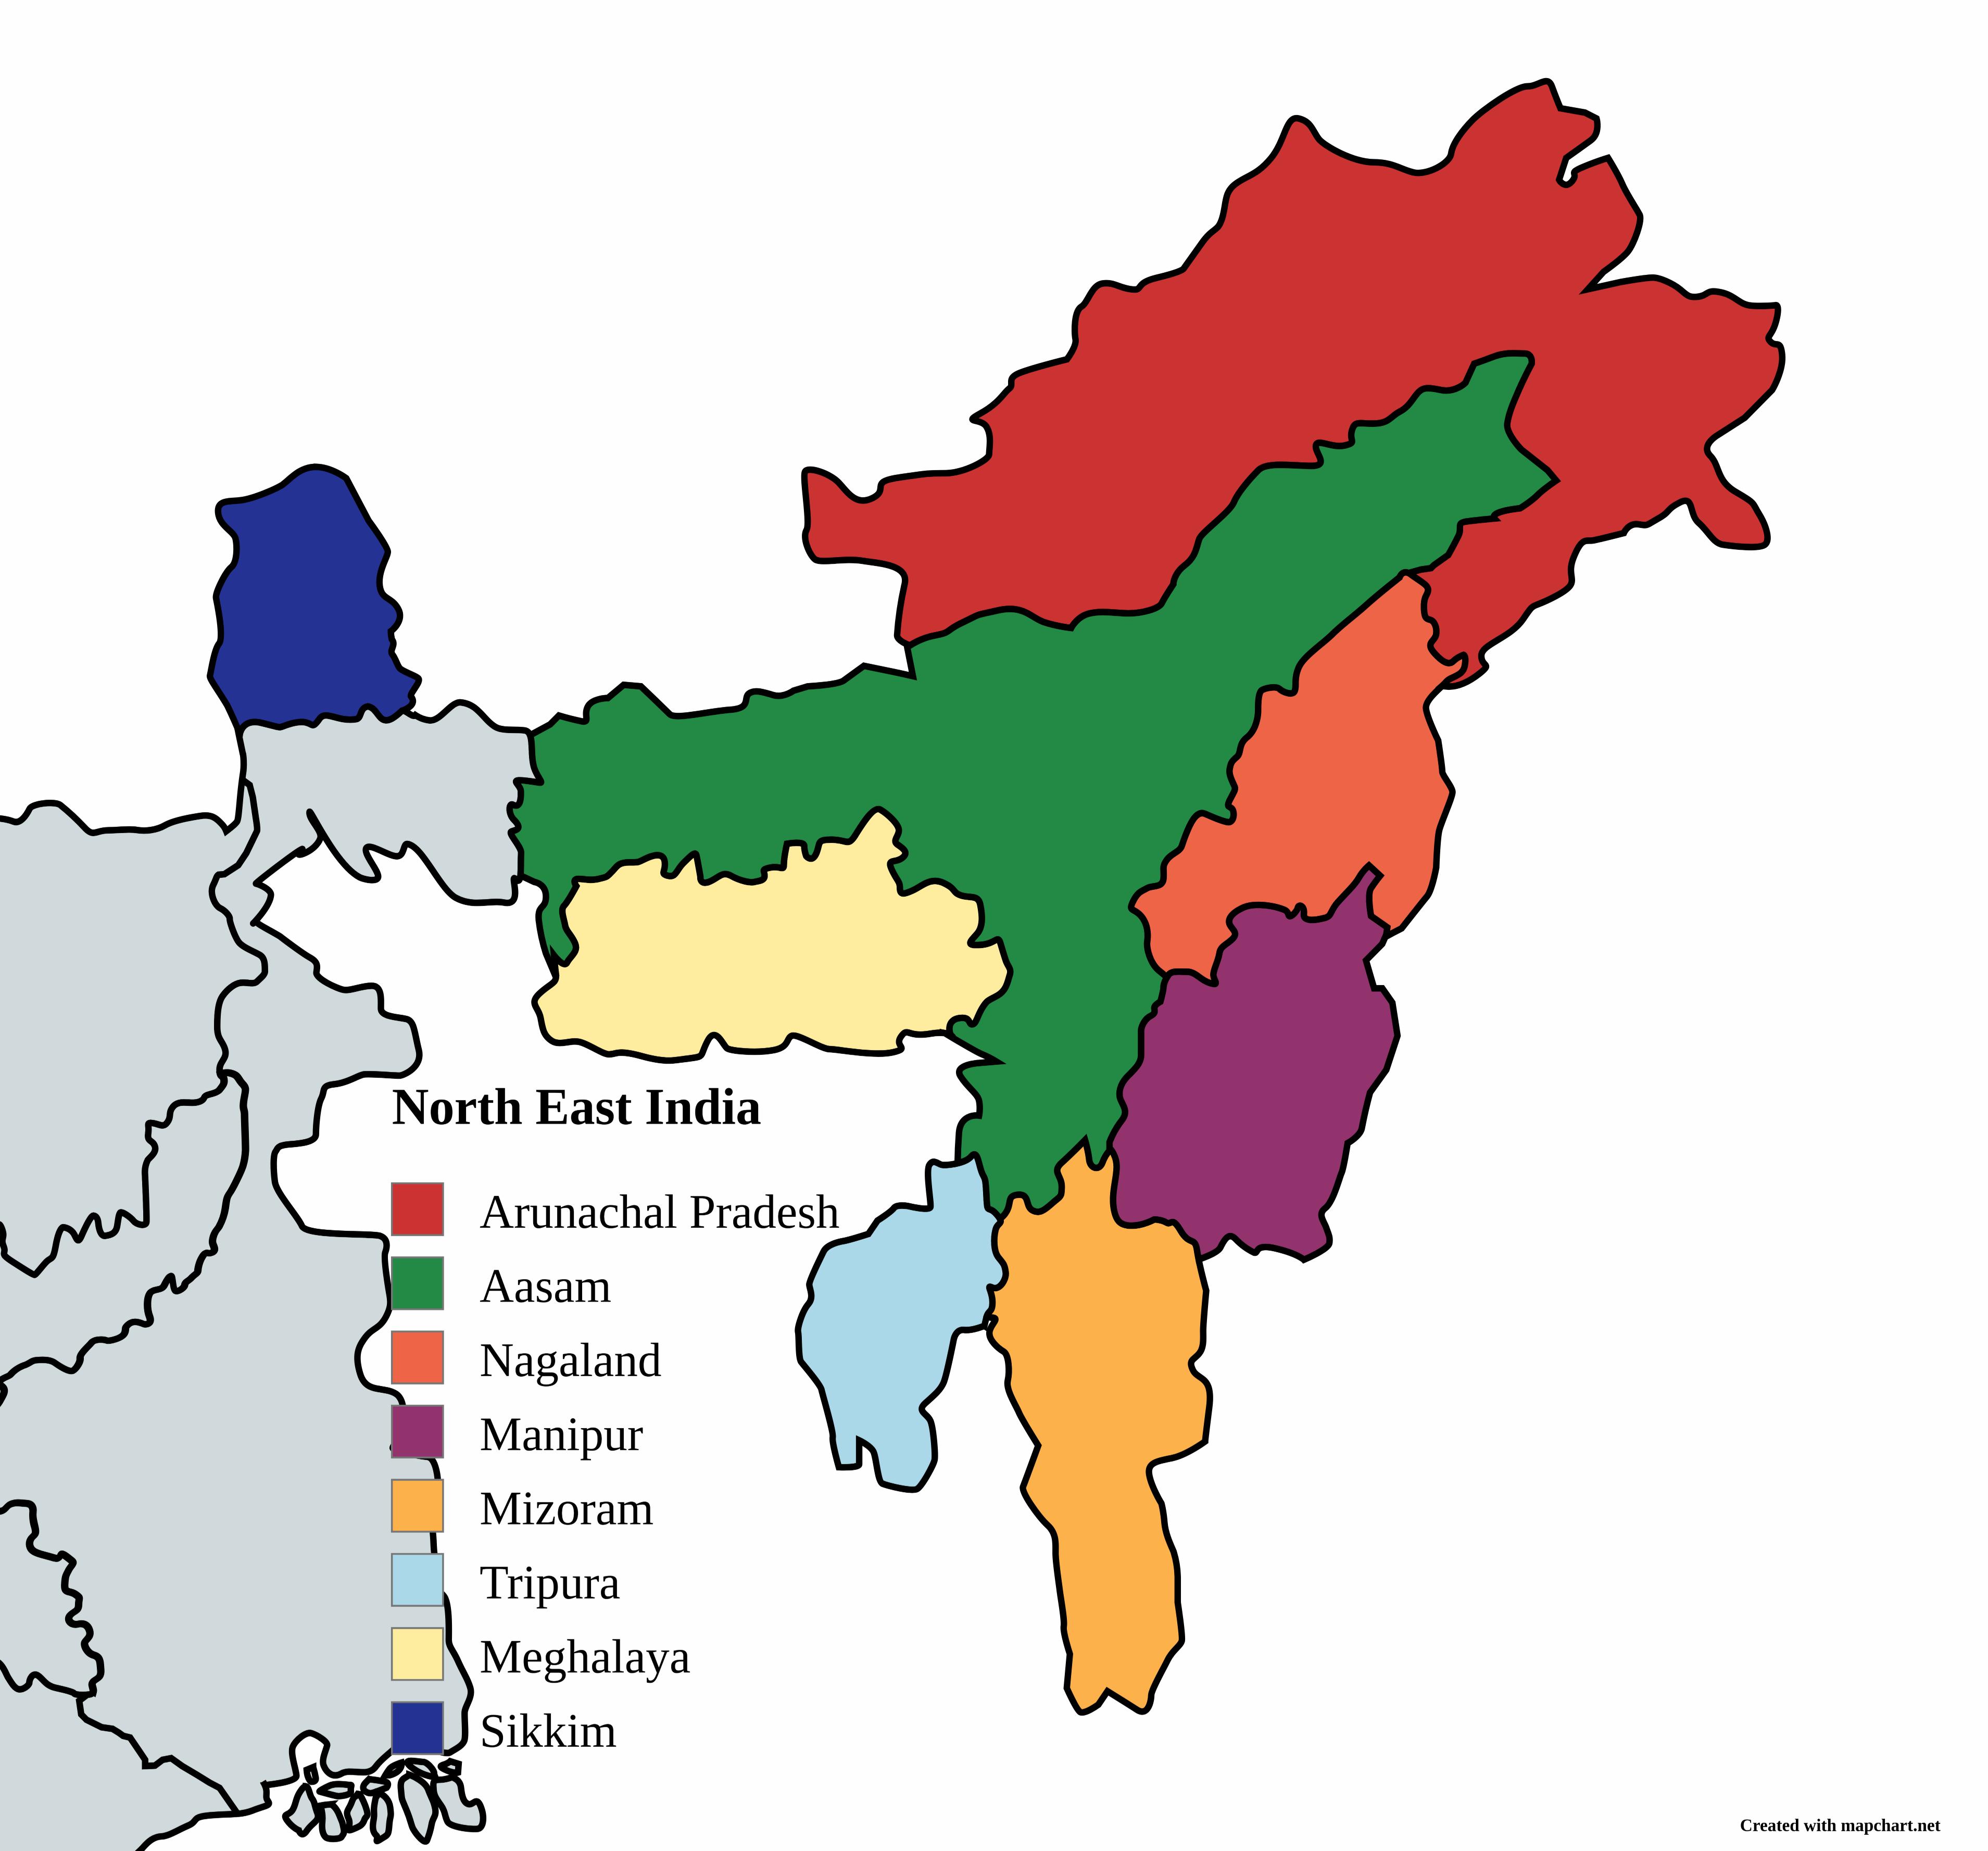 North East India
Arunachal Pradesh
Aasam
Nagaland
Manipur
Mizoram
Tripura
Meghalaya
Sikkim
Created with mapchart.net